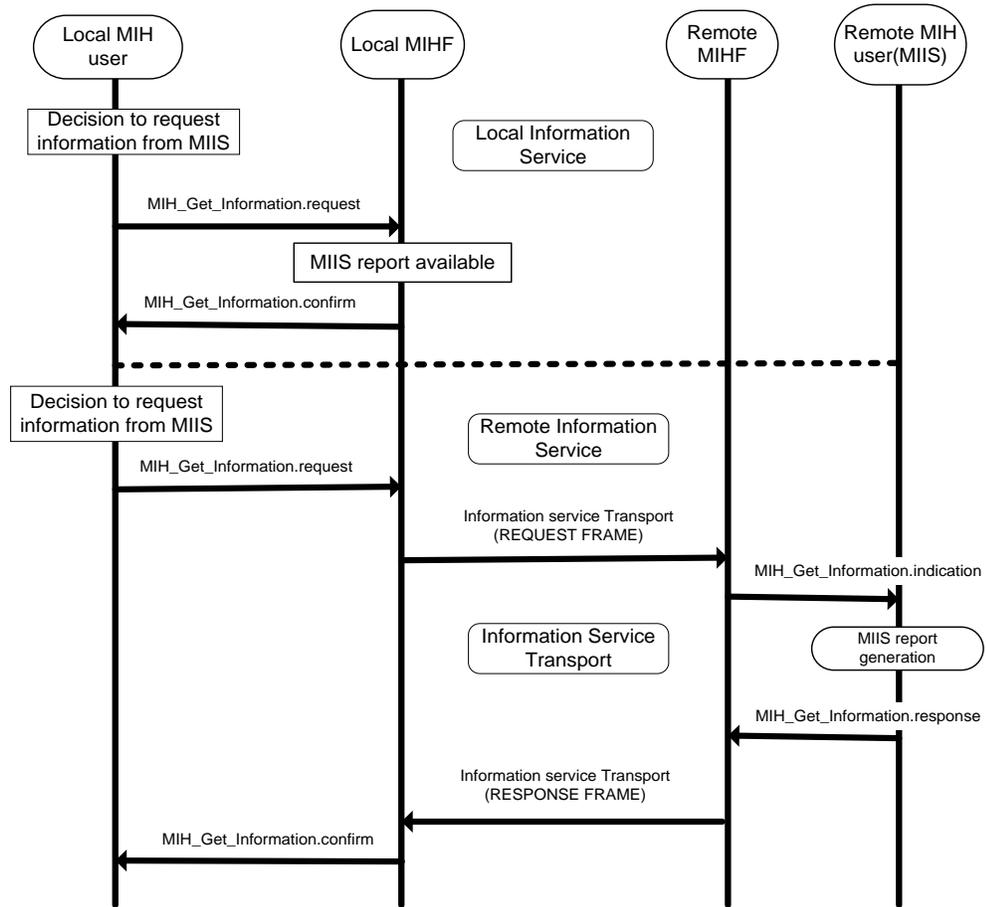 Local MIH
user
Local MIHF
Remote
MIHF
Remote MIH
user(MIIS)
Decision to request
information from MIIS
Local Information
Service
MIH_Get_Information.request
MIIS report available
MIH_Get_Information.confirm
Decision to request
information from MIIS
Remote Information
Service
MIH_Get_Information.request
Information service Transport
(REQUEST FRAME)
MIH_Get_Information.indication
Information Service
Transport
MIIS report
generation
MIH_Get_Information.response
Information service Transport
(RESPONSE FRAME)
MIH_Get_Information.confirm